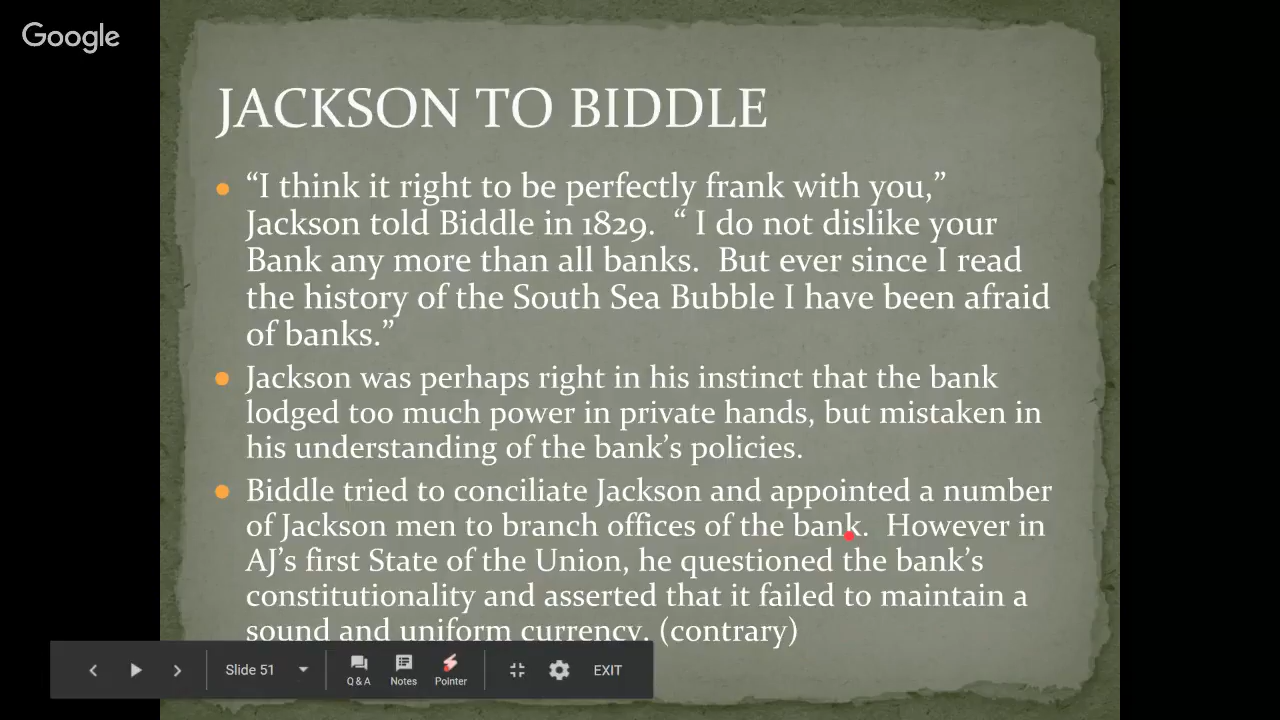 Google
JACKSON TO BIDDLE
“I think it right to be perfectly frank with you,”
Jackson told Biddle in 1829.  “ I do not dislike your
Bank any more than all banks.  But ever since I read
the history of the South Sea Bubble I have been afraid
of banks.”
Jackson was perhaps right in his instinct that the bank
lodged too much power in private hands, but mistaken in
his understanding of the bank’s policies.
Biddle tried to conciliate Jackson and appointed a number
of Jackson men to branch offices of the bank.  However in
AJ’s first State of the Union, he questioned the bank’s
constitutionality and asserted that it failed to maintain a
sound and uniform currency. (contrary)
Slide 51
Q & A
Notes
Pointer
EXIT